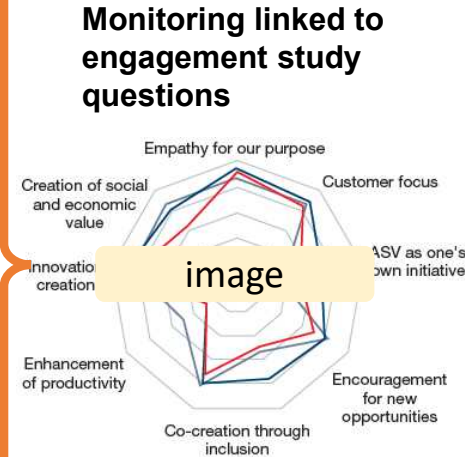 Monitoring linked to
engagement study
questions
Empathy for our purpose
Creation of social
and economic
value
Customer focus
Innovation
creation
image
ASV as one's
own initiative
Enhancement
of productivity
Encouragement
for new
opportunities
Co-creation through
inclusion